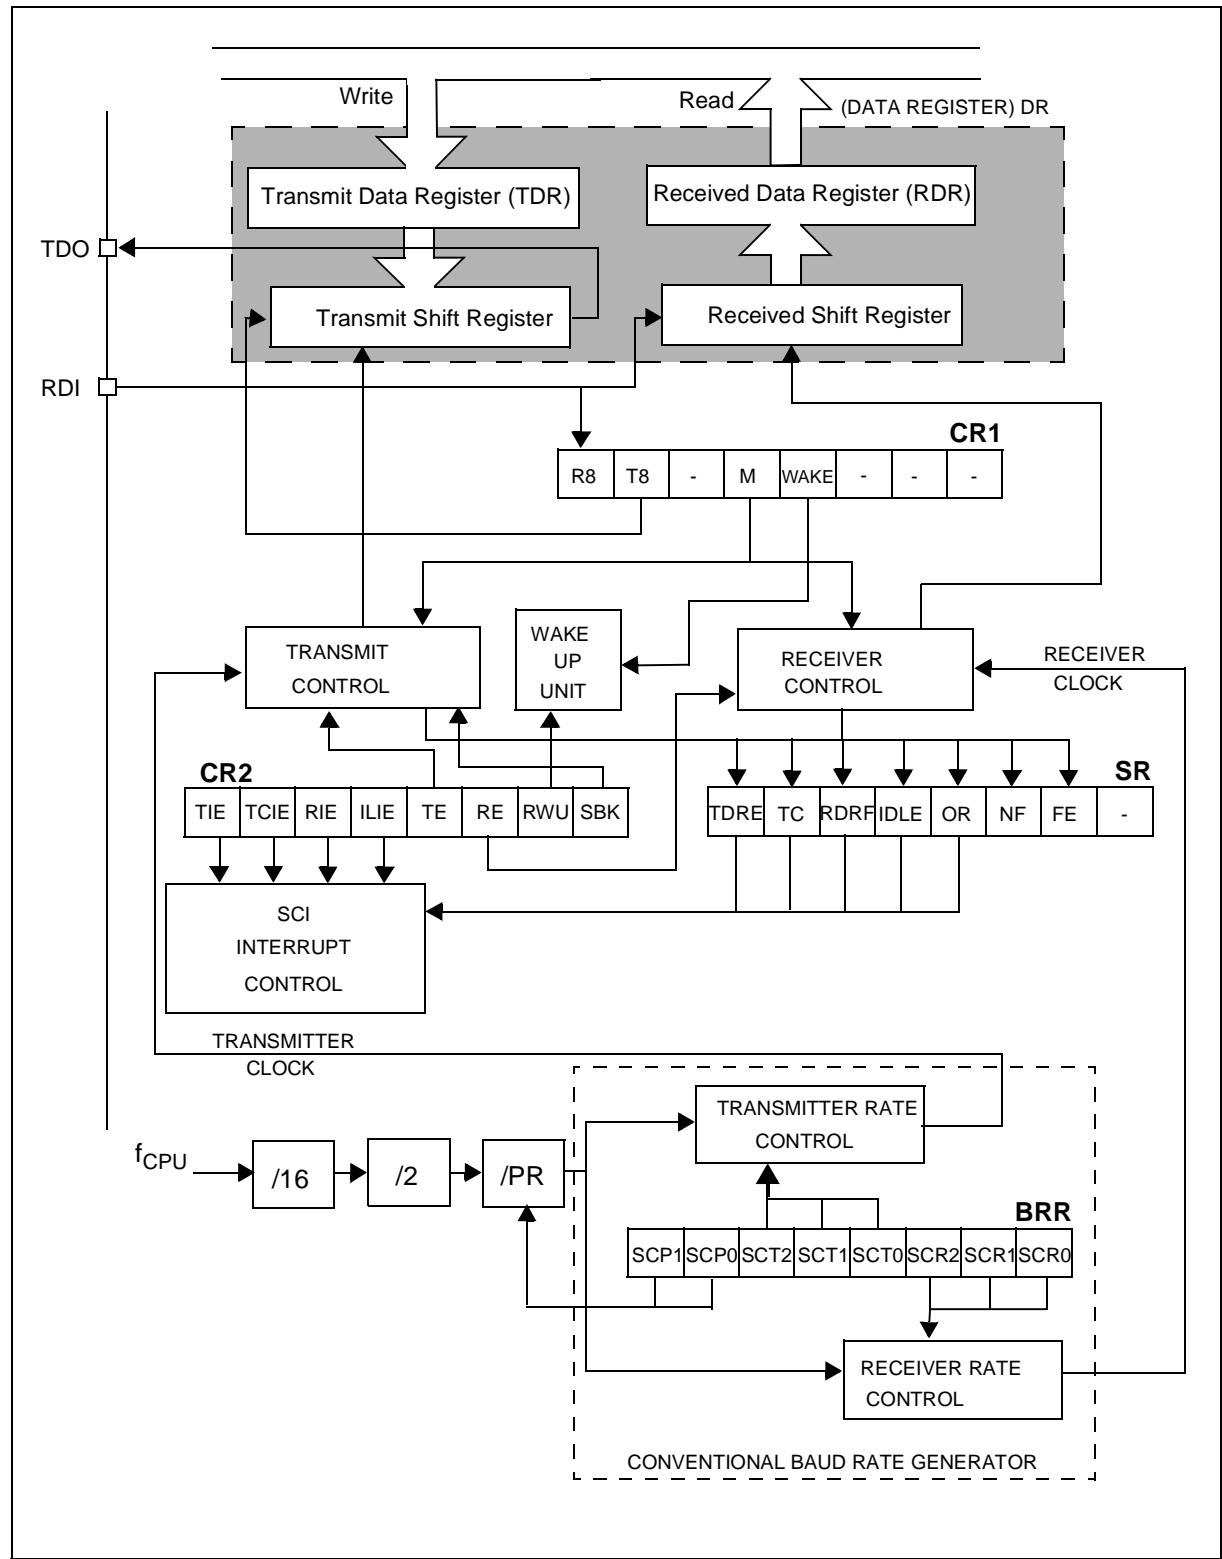 Write
Read
(DATA REGISTER) DR
Transmit Data Register (TDR)
Received Data Register (RDR)
TDO
Transmit Shift Register
Received Shift Register
RDI
CR1
R8 T8 - M WAKE - - -
WAKE
UP
UNIT
TRANSMIT
CONTROL
RECEIVER
CONTROL
RECEIVER
CLOCK
CR2
SR
TIE TCIE RIE ILIE TE RE RWU SBK
TDRE TC RDRF IDLE OR NF FE -
SCI
INTERRUPT
CONTROL
TRANSMITTER
CLOCK
TRANSMITTER RATE
CONTROL
fCPU
/16
/2
/PR
BRR
SCP1 SCP0 SCT2 SCT1 SCT0 SCR2 SCR1 SCR0
RECEIVER RATE
CONTROL
CONVENTIONAL BAUD RATE GENERATOR